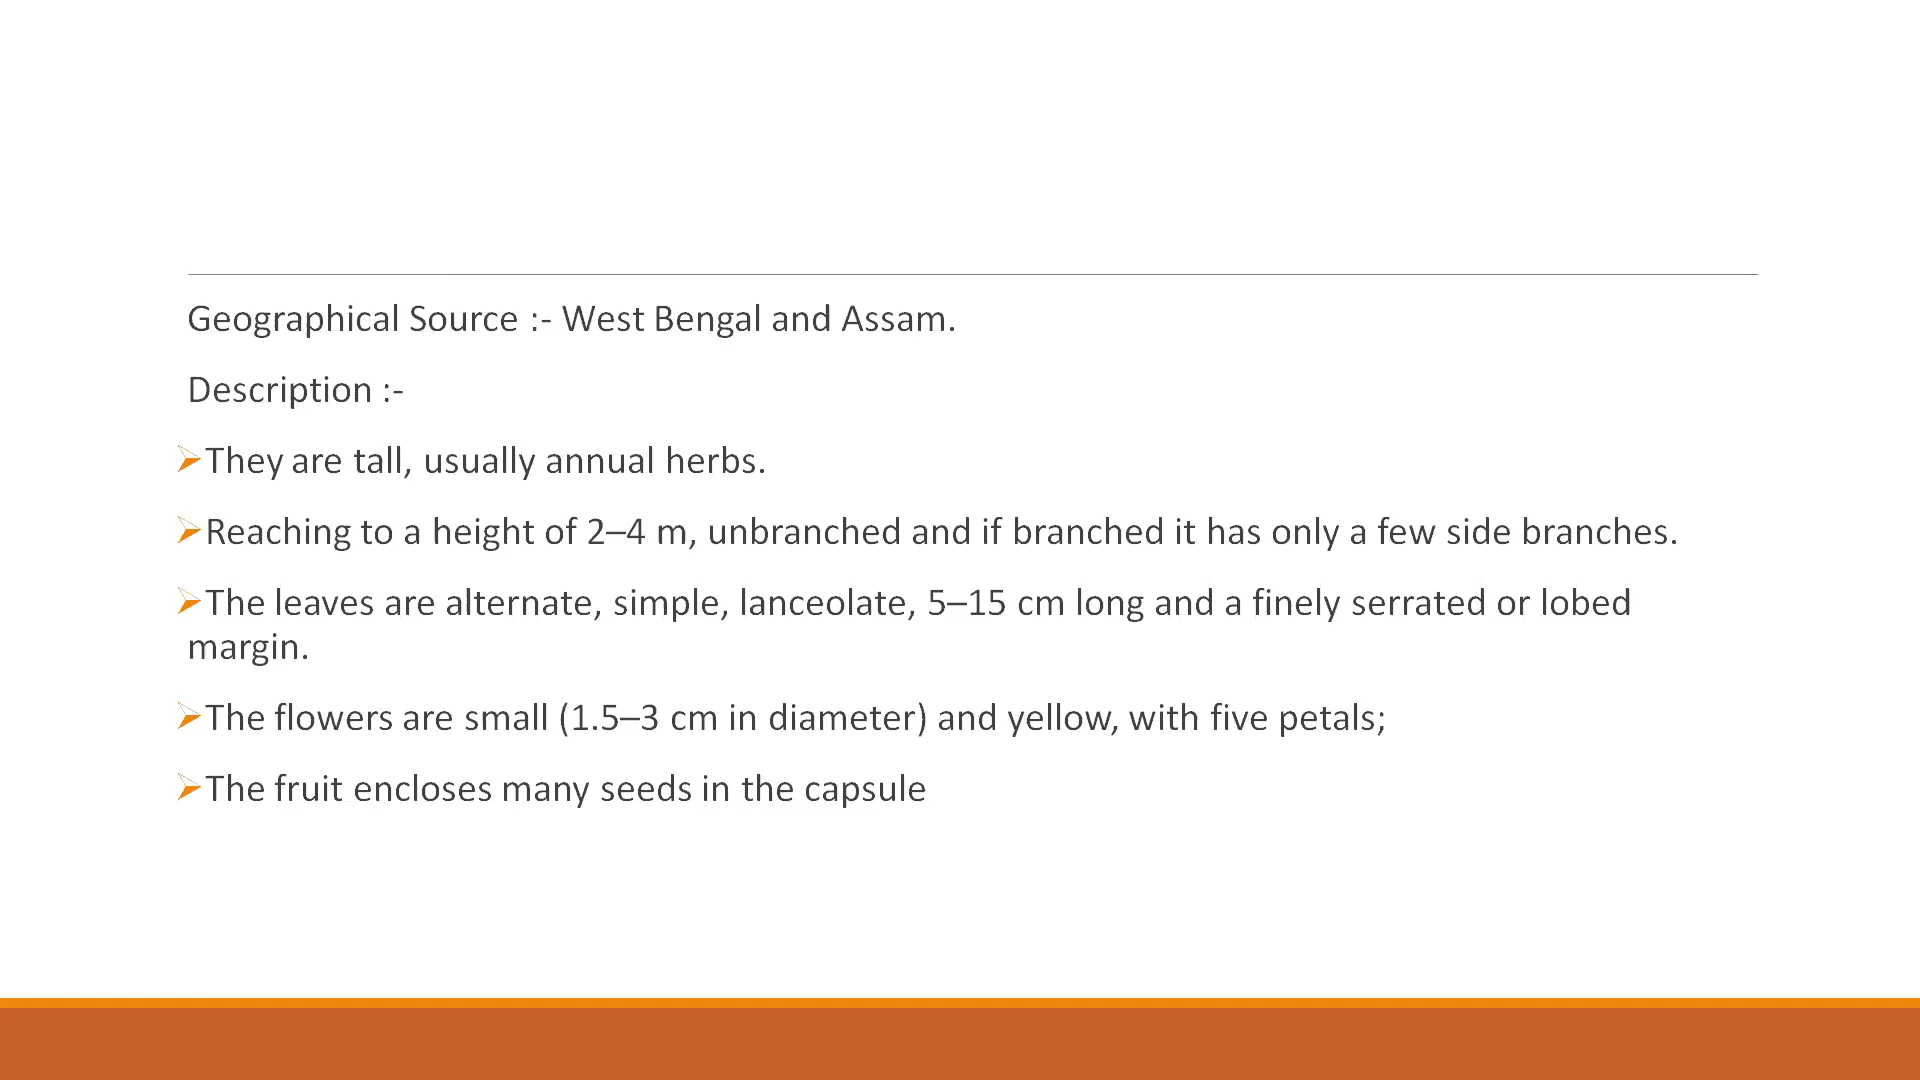 Geographical Source :- West Bengal and Assam.
Description :-
They are tall, usually annual herbs.
Reaching to a height of 2–4 m, unbranched and if branched it has only a few side branches.
The leaves are alternate, simple, lanceolate, 5–15 cm long and a finely serrated or lobed
margin.
The flowers are small (1.5–3 cm in diameter) and yellow, with five petals;
The fruit encloses many seeds in the capsule